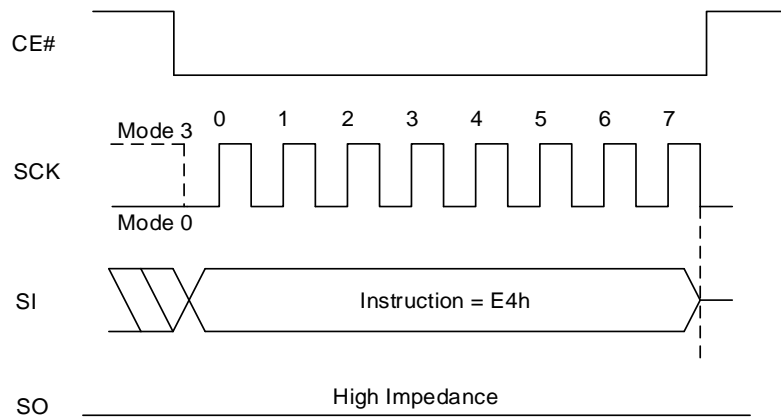 CE#
0 1 2 3 4 5 6 7
Mode 3
SCK
Mode 0
SI
Instruction = E4h
SO
High Impedance